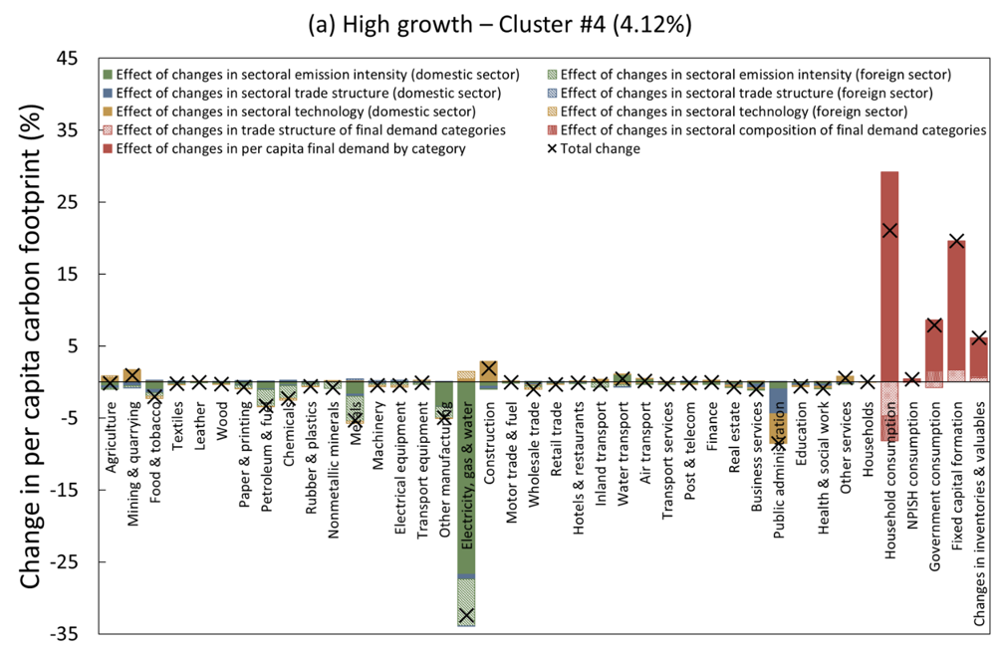 (a) High growth – Cluster #4 (4.12%)
Change in per capita carbon footprint (%)
45
35
25
15
5
-5
-15
-25
-35
Effect of changes in sectoral emission intensity (domestic sector)
Effect of changes in sectoral emission intensity (foreign sector)
Effect of changes in sectoral trade structure (domestic sector)
Effect of changes in sectoral trade structure (foreign sector)
Effect of changes in sectoral technology (domestic sector)
Effect of changes in sectoral technology (foreign sector)
Effect of changes in trade structure of final demand categories
Effect of changes in sectoral composition of final demand categories
Effect of changes in per capita final demand by category
Total change
Agriculture
Mining & quarrying
Food & tobacco
Textiles
Leather
Wood
Paper & printing
Petroleum & fuel
Chemicals
Rubber & plastics
Nonmetallic minerals
Metals
Machinery
Electrical equipment
Transport equipment
Other manufacturing
Electricity, gas & water
Construction
Motor trade & fuel
Wholesale trade
Retail trade
Hotels & restaurants
Inland transport
Water transport
Air transport
Transport services
Post & telecom
Finance
Real estate
Business services
Public administration
Education
Health & social work
Other services
Households
Household consumption
NPISH consumption
Government consumption
Fixed capital formation
Changes in inventories & valuables